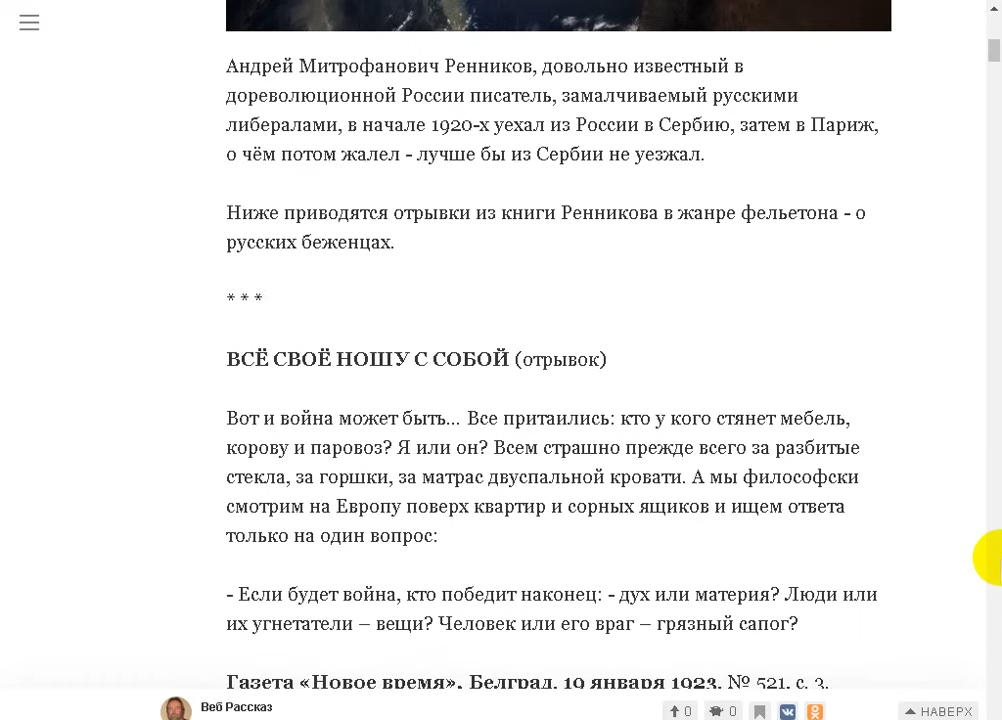 Андрей Митрофанович Ренников, довольно известный в
дореволюционной России писатель, замалчиваемый русскими
либералами, в начале 1920-х уехал из России в Сербию, затем в Париж,
о чём потом жалел - лучше бы из Сербии не уезжал.
Ниже приводятся отрывки из книги Ренникова в жанре фельетона - о
русских беженцах.
* * *
ВСЁ СВОЁ НОШУ С СОБОЙ (отрывок)
Вот и война может быть... Все притаились: кто у кого стянет мебель,
корову и паровоз? Я или он? Всем страшно прежде всего за разбитые
стекла, за горшки, за матрас двуспальной кровати. А мы философски
смотрим на Европу поверх квартир и сорных ящиков и ищем ответа
только на один вопрос:
- Если будет война, кто победит наконец: - дух или материя? Люди или
их угнетатели – вещи? Человек или его враг – грязный сапог?
Газета «Новое время», Белград, 19 января 1923, № 521, с. 3.
Веб Рассказ
0
0
НАВЕРХ